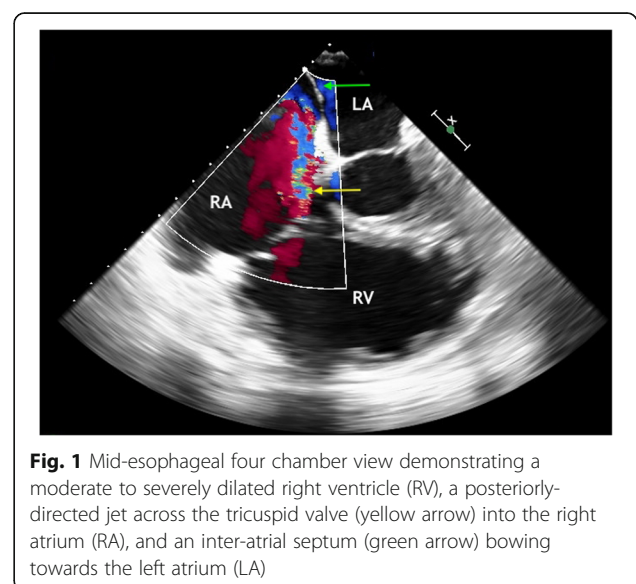 LA
RA
RV
x
Fig. 1 Mid-esophageal four chamber view demonstrating a
moderate to severely dilated right ventricle (RV), a posteriorly-
directed jet across the tricuspid valve (yellow arrow) into the right
atrium (RA), and an inter-atrial septum (green arrow) bowing
towards the left atrium (LA)